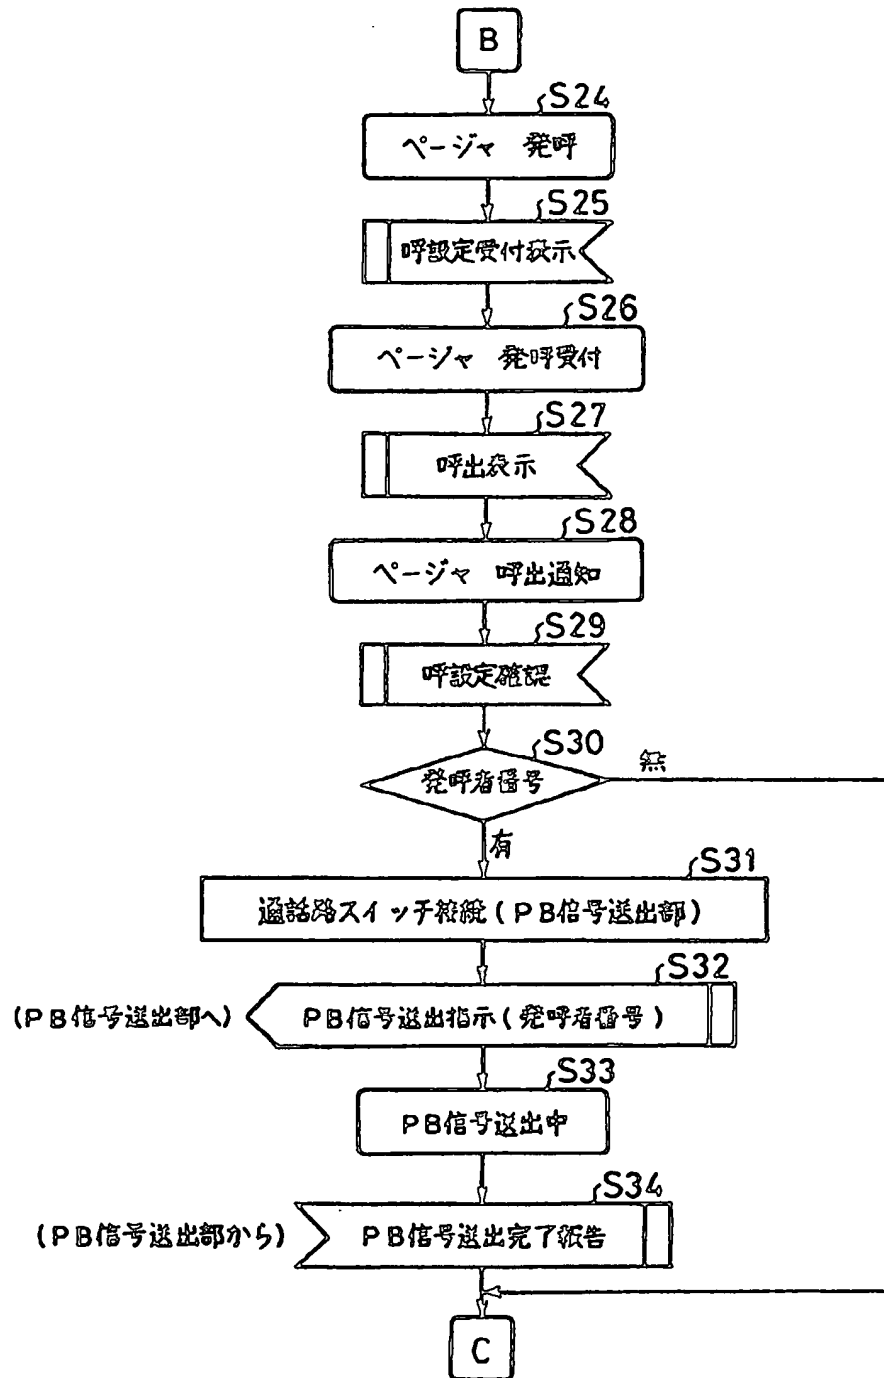 B
S24
ページャ 発呼
S25
呼設定受付表示
S26
ページャ 発呼受付
S27
呼出表示
S28
ページャ 呼出通知
S29
呼設定確認
S30
発呼者番号
無
有
S31
通話路スイッチ接続(PB信号送出部)
S32
(PB信号送出部へ)
PB信号送出指示(発呼者番号)
S33
PB信号送出中
S34
(PB信号送出部から)
PB信号送出完了報告
C